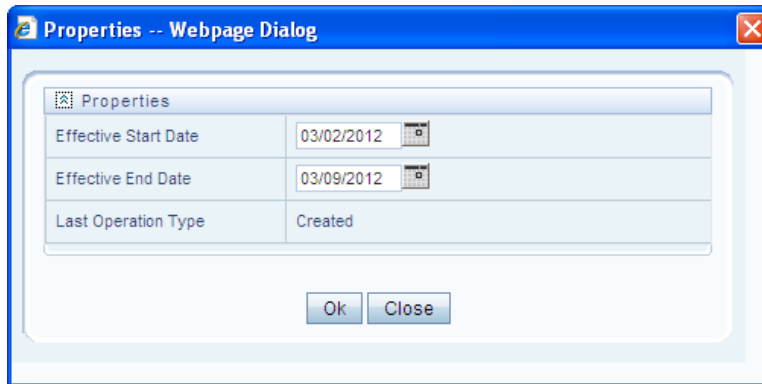 Properties -- Webpage Dialog
Properties
Effective Start Date 03/02/2012
Effective End Date 03/09/2012
Last Operation Type Created
Ok Close